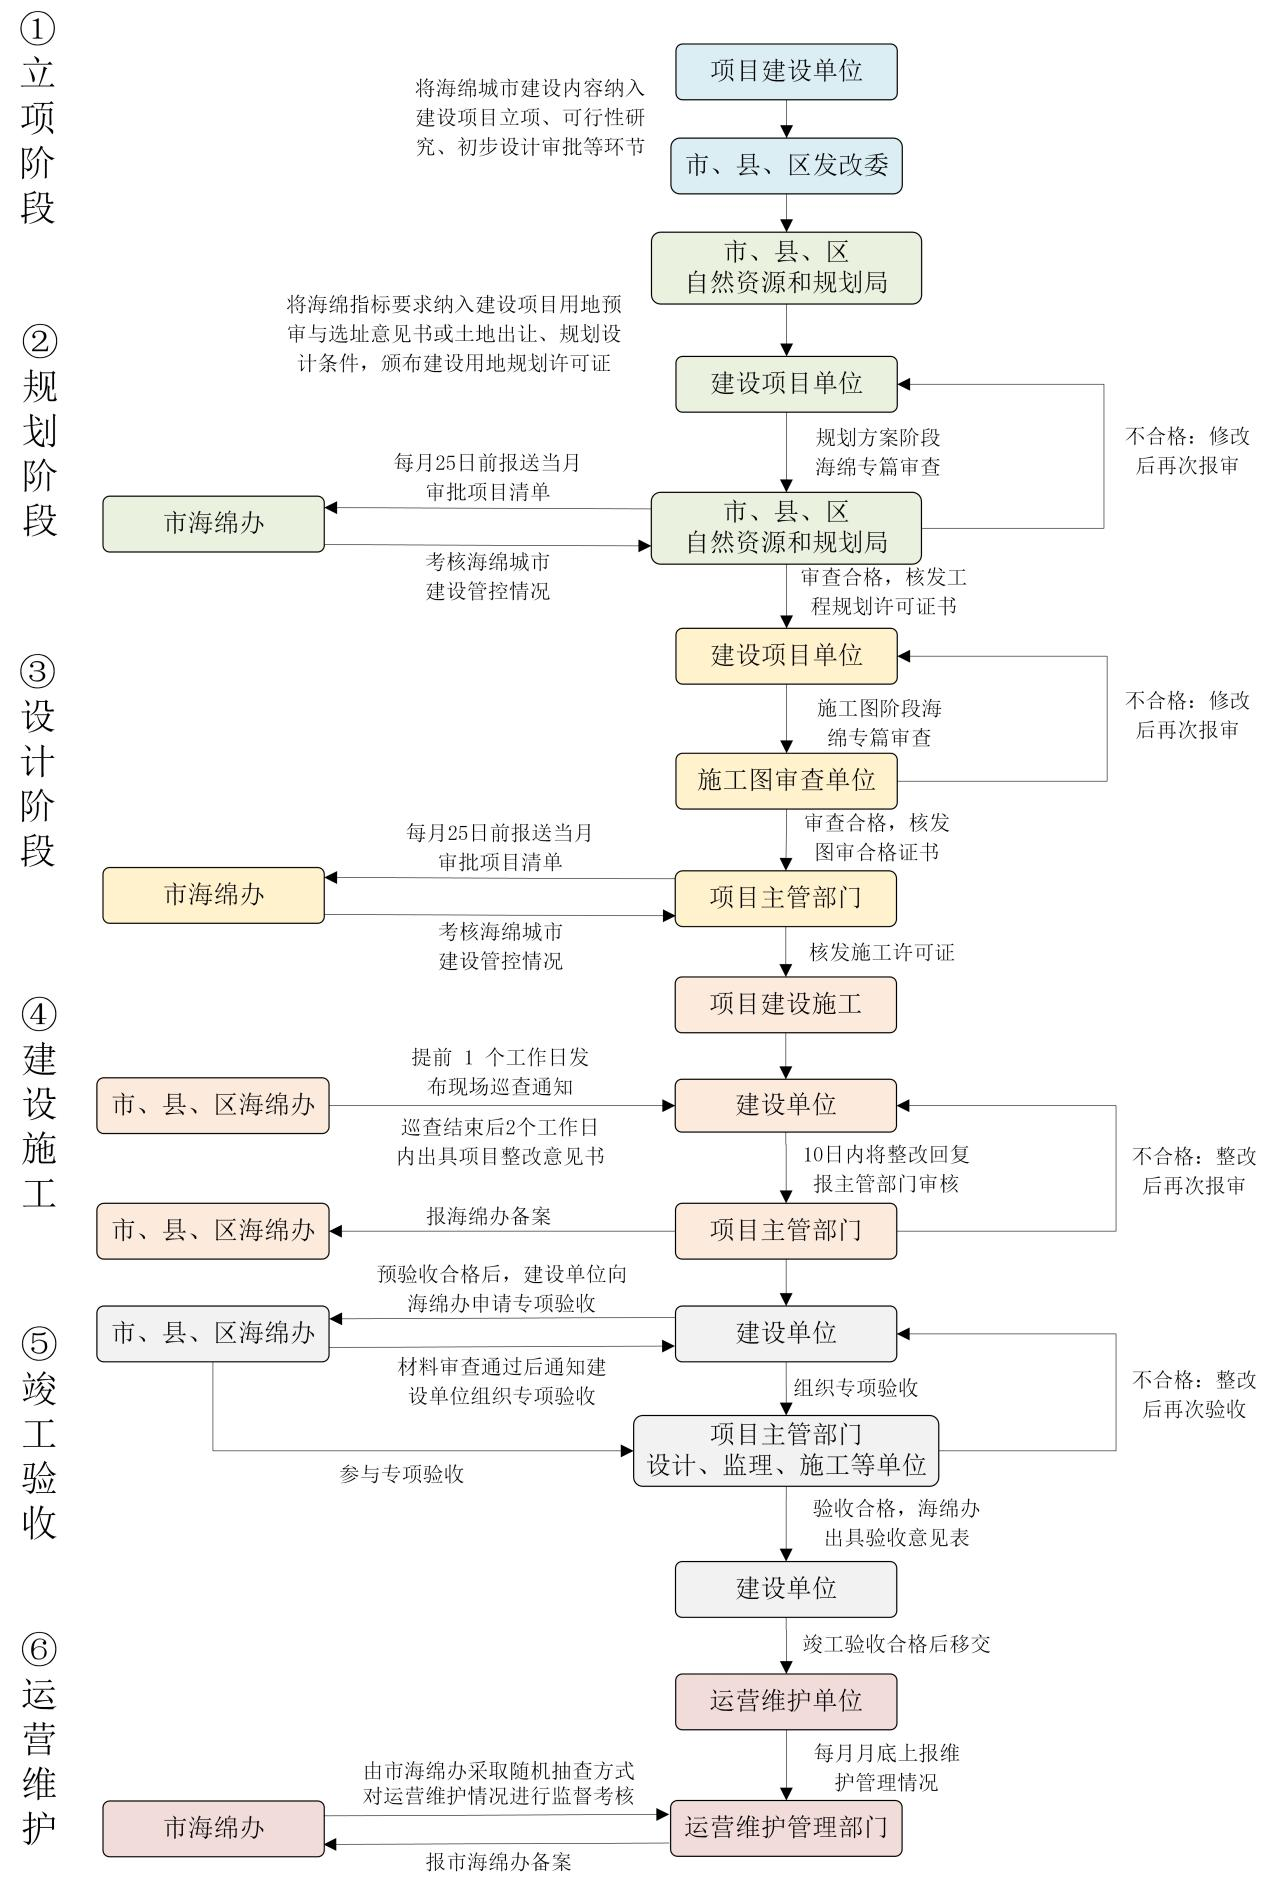 ①
立
项
阶
段
项目建设单位
将海绵城市建设内容纳入
建设项目立项、可行性研
究、初步设计审批等环节
市、县、区发改委
市、县、区
自然资源和规划局
②
规
划
阶
段
将海绵指标要求纳入建设项目用地预
审与选址意见书或土地出让、规划设
计条件，颁布建设用地规划许可证
建设项目单位
规划方案阶段
海绵专篇审查
不合格：修改
后再次报审
每月25日前报送当月
审批项目清单
市海绵办
市、县、区
自然资源和规划局
考核海绵城市
建设管控情况
审查合格，核发工
程规划许可证书
③
设
计
阶
段
建设项目单位
施工图阶段海
绵专篇审查
不合格：修改
后再次报审
施工图审查单位
审查合格，核发
图审合格证书
每月25日前报送当月
审批项目清单
市海绵办
项目主管部门
考核海绵城市
建设管控情况
核发施工许可证
④
建
设
施
工
项目建设施工
提前 1 个工作日发
布现场巡查通知
市、县、区海绵办
建设单位
巡查结束后2个工作日
内出具项目整改意见书
10日内将整改回复
报主管部门审核
不合格：整改
后再次报审
市、县、区海绵办
报海绵办备案
项目主管部门
⑤
竣
工
验
收
预验收合格后，建设单位向
海绵办申请专项验收
市、县、区海绵办
建设单位
材料审查通过后通知建
设单位组织专项验收
组织专项验收
不合格：整改
后再次验收
项目主管部门
设计、监理、施工等单位
参与专项验收
验收合格，海绵办
出具验收意见表
建设单位
竣工验收合格后移交
⑥
运
营
维
护
运营维护单位
每月月底上报维
护管理情况
由市海绵办采取随机抽查方式
对运营维护情况进行监督考核
市海绵办
运营维护管理部门
报市海绵办备案